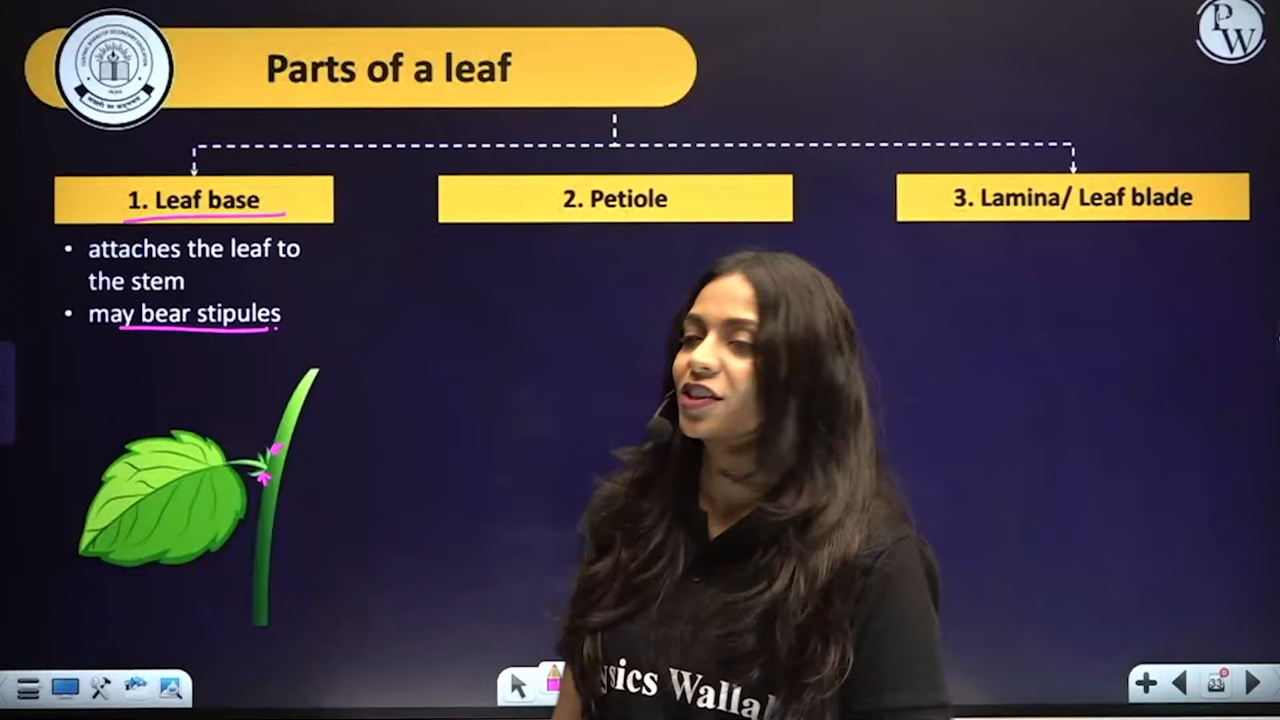 Parts of a leaf
PW
1. Leaf base
2. Petiole
3. Lamina/ Leaf blade
• attaches the leaf to
the stem
• may bear stipules
ysics Walla
33